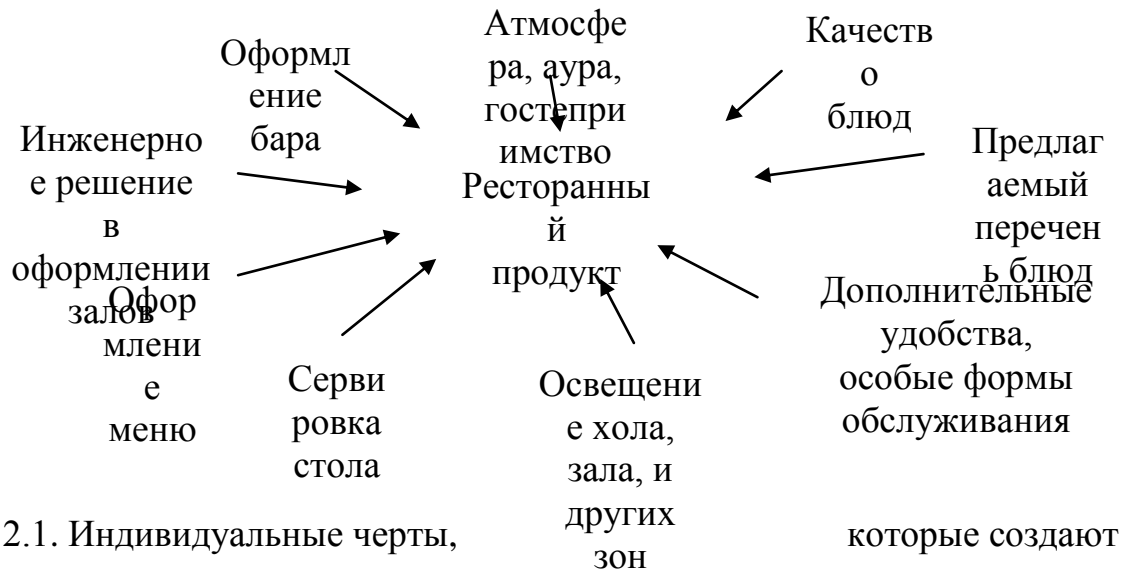 Атмосфе
ра, аура,
гостепри
имство
Качеств
о
блюд
Оформл
ение
бара
Инженерно
е решение
в
оформлении
залов
Ресторанны
й
продукт
Предлаг
аемый
перечен
ь блюд
Офор
млени
е
меню
Серви
ровка
стола
Освещени
е хола,
зала, и
других
зон
Дополнительные
удобства,
особые формы
обслуживания
2.1. Индивидуальные черты, которые создают